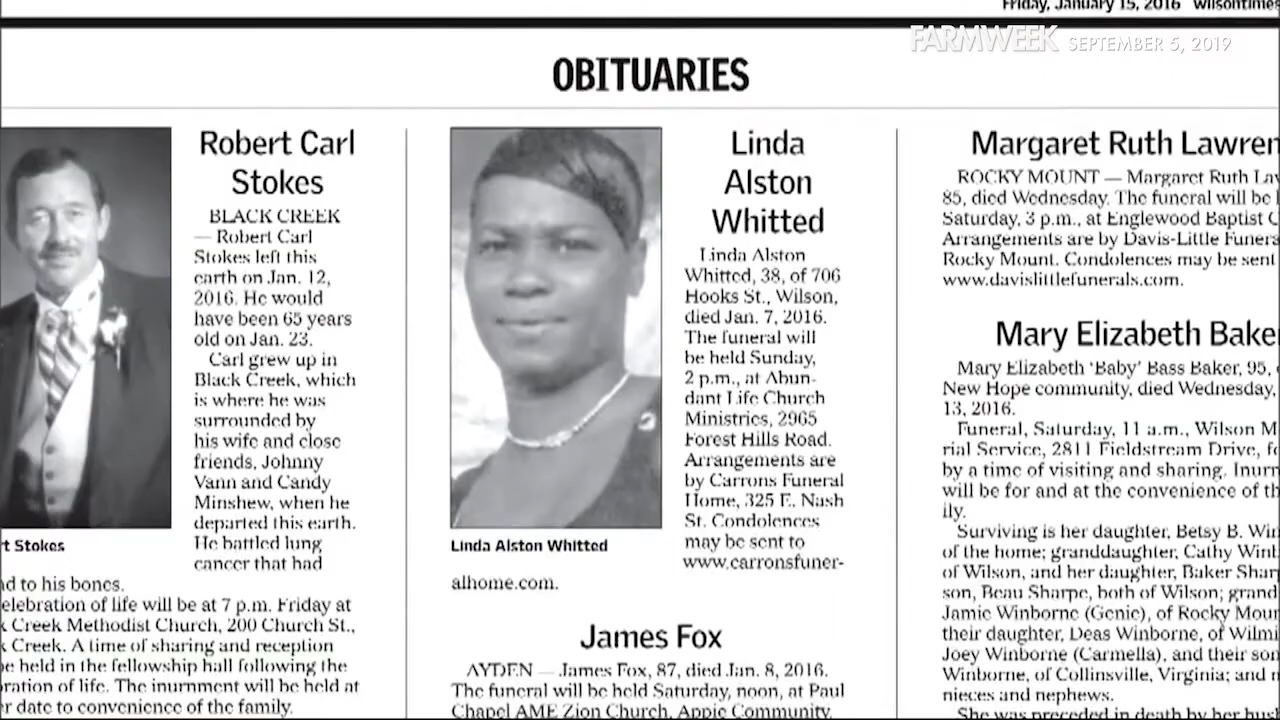 Friday, January 15, 2016 wilsontimes
FARMWEEK SEPTEMBER 5, 2019
OBITUARIES
Robert Carl
Stokes
BLACK CREEK
— Robert Carl
Stokes left this
earth on Jan. 12,
2016. He would
have been 65 years
old on Jan. 23.
Carl grew up in
Black Creek, which
is where he was
surrounded by
his wife and close
friends, Johnny
Vann and Candy
Minshew, when he
departed this earth.
He battled lung
cancer that had
rt Stokes
ad to his bones.
elebration of life will be at 7 p.m. Friday at
k Creek Methodist Church, 200 Church St.,
k Creek. A time of sharing and reception
be held in the fellowship hall following the
bration of life. The inurnment will be held at
er date to convenience of the family.
Linda
Alston
Whitted
Linda Alston
Whitted, 38, of 706
Hooks St., Wilson,
died Jan. 7, 2016.
The funeral will
be held Sunday,
2 p.m., at Abun-
dant Life Church
Ministries, 2965
Forest Hills Road.
Arrangements are
by Carrons Funeral
Home, 325 E. Nash
St. Condolences
may be sent to
www.carronsfuner-
Linda Alston Whitted
alhome.com.
James Fox
AYDEN — James Fox, 87, died Jan. 8, 2016.
The funeral will be held Saturday, noon, at Paul
Chapel AME Zion Church, Appie Community,
Margaret Ruth Lawren
ROCKY MOUNT — Margaret Ruth Law
85, died Wednesday. The funeral will be
Saturday, 3 p.m., at Englewood Baptist C
Arrangements are by Davis-Little Funera
Rocky Mount. Condolences may be sent
www.davislittlefunerals.com.
Mary Elizabeth Bake
Mary Elizabeth ‘Baby’ Bass Baker, 95,
New Hope community, died Wednesday,
13, 2016.
Funeral, Saturday, 11 a.m., Wilson M
rial Service, 2811 Fieldstream Drive, fo
by a time of visiting and sharing. Inurn
will be for and at the convenience of th
ily.
Surviving is her daughter, Betsy B. Win
of the home; granddaughter, Cathy Winb
of Wilson, and her daughter, Baker Sharp
son, Beau Sharpe, both of Wilson; grand
Jamie Winborne (Genie), of Rocky Moun
their daughter, Deas Winborne, of Wilmi
Joey Winborne (Carmella), and their son
Winborne, of Collinsville, Virginia; and n
nieces and nephews.
She was preceded in death by her husb